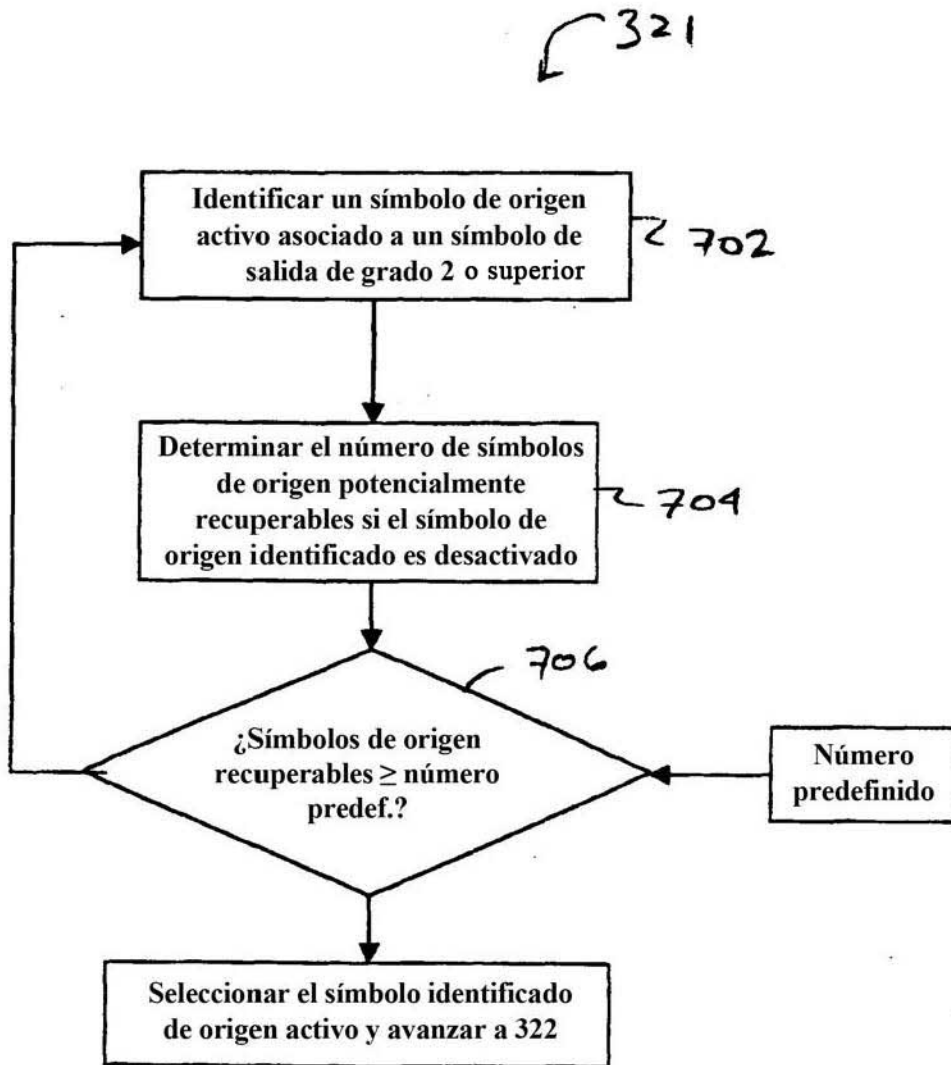 321
Identificar un símbolo de origen
activo asociado a un símbolo de
salida de grado 2 o superior
702
Determinar el número de símbolos
de origen potencialmente
recuperables si el símbolo de
origen identificado es desactivado
704
706
¿Símbolos de origen
recuperables ≥ número
predef.?
Número
predefinido
Seleccionar el símbolo identificado
de origen activo y avanzar a 322